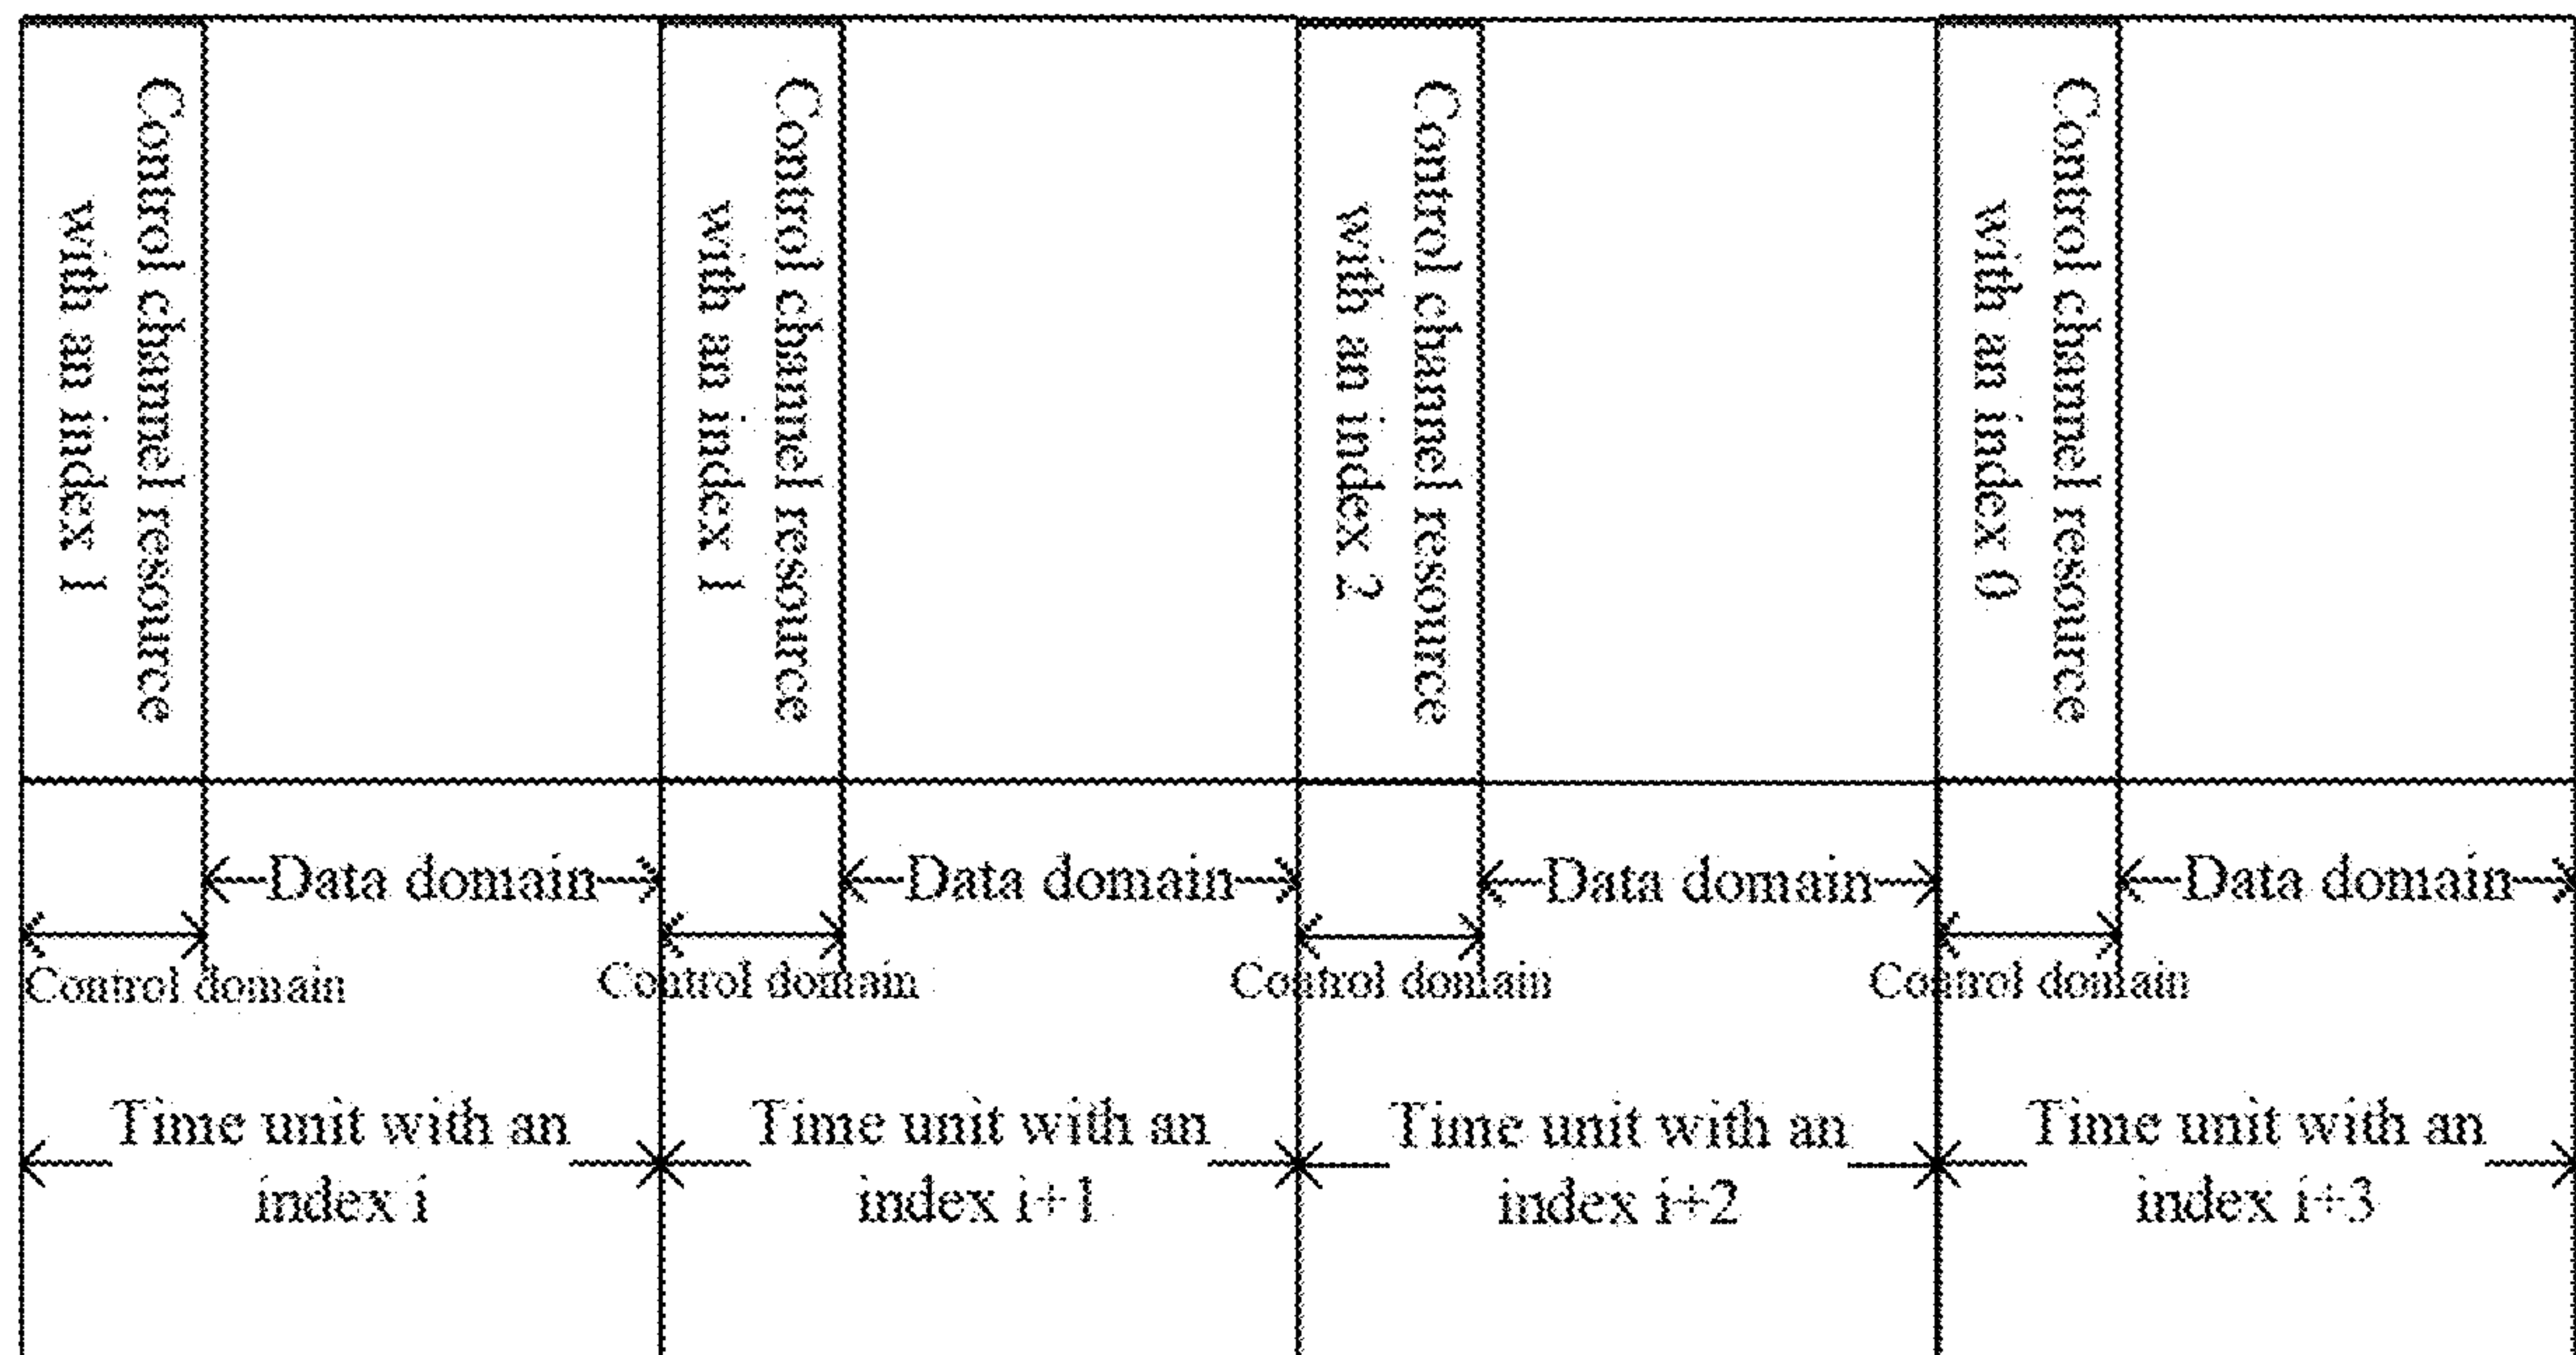 Control channel resource
with an index 1
Control channel resource
with an index 1
Control channel resource
with an index 2
Control channel resource
with an index 0
Data domain
Data domain
Data domain
Data domain
Control domain
Control domain
Control domain
Control domain
Time unit with an
index i
Time unit with an
index i+1
Time unit with an
index i+2
Time unit with an
index i+3